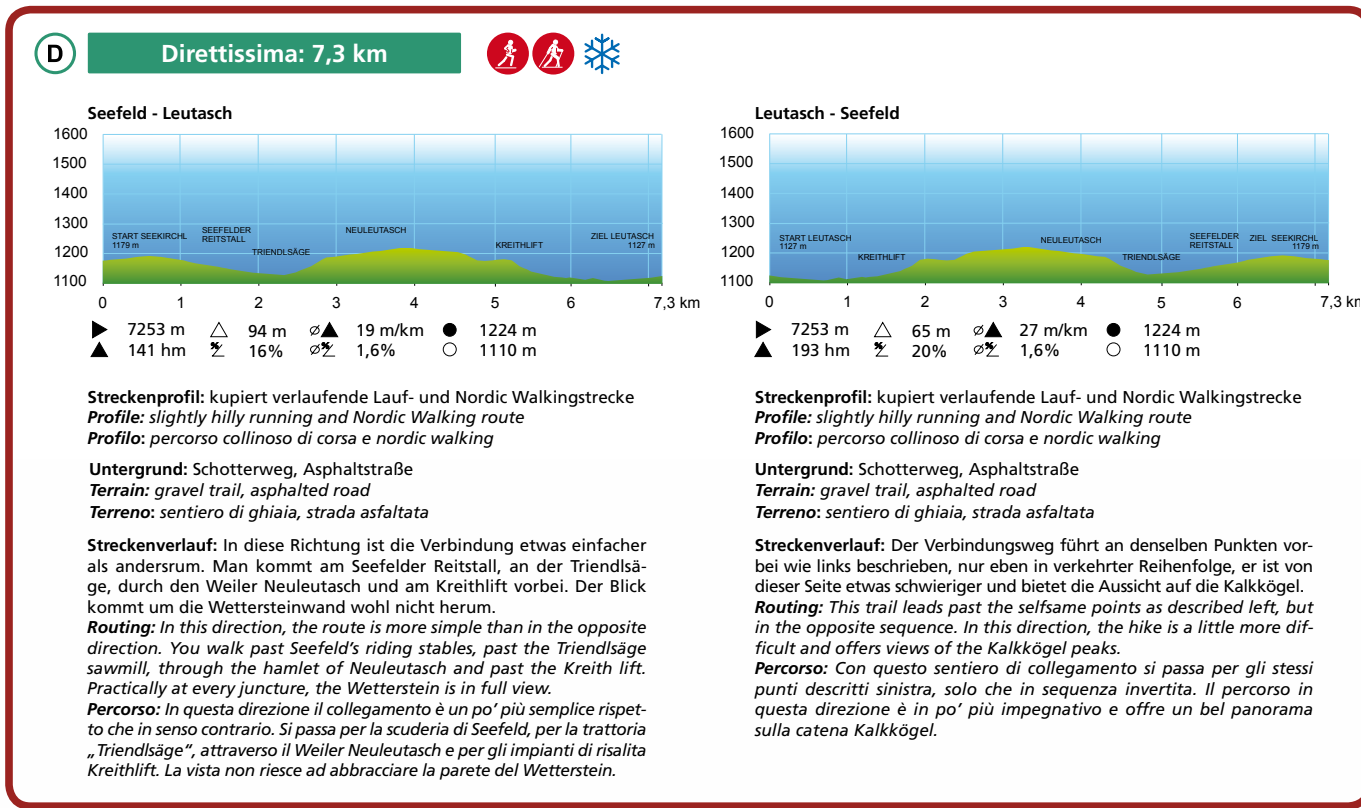 D
Direttissima: 7,3 km
Seefeld - Leutasch
1600
1500
1400
1300
1200
1100
START SEEKIRCHL
1179 m
SEEFELDER
REITSTALL
TRIENDLSÄGE
NEULEUTASCH
KREITHLIFT
ZIEL LEUTASCH
1127 m
0 1 2 3 4 5 6 7,3 km
7253 m 94 m ø 19 m/km 1224 m
141 hm 16% ø 1,6% 1110 m
Streckenprofil: kupiert verlaufende Lauf- und Nordic Walkingstrecke
Profile: slightly hilly running and Nordic Walking route
Profilo: percorso collinoso di corsa e nordic walking
Untergrund: Schotterweg, Asphaltstraße
Terrain: gravel trail, asphalted road
Terreno: sentiero di ghiaia, strada asfaltata
Streckenverlauf: In diese Richtung ist die Verbindung etwas einfacher
als andersrum. Man kommt am Seefelder Reitstall, an der Triendlsä-
ge, durch den Weiler Neuleutasch und am Kreithlift vorbei. Der Blick
kommt um die Wettersteinwand wohl nicht herum.
Routing: In this direction, the route is more simple than in the opposite
direction. You walk past Seefeld's riding stables, past the Triendlsäge
sawmill, through the hamlet of Neuleutasch and past the Kreith lift.
Practically at every juncture, the Wetterstein is in full view.
Percorso: In questa direzione il collegamento è un po' più semplice rispet-
to che in senso contrario. Si passa per la scuderia di Seefeld, per la trattoria
„Triendlsäge“, attraverso il Weiler Neuleutasch e per gli impianti di risalita
Kreithlift. La vista non riesce ad abbracciare la parete del Wetterstein.
Leutasch - Seefeld
1600
1500
1400
1300
1200
1100
START LEUTASCH
1127 m
KREITHLIFT
NEULEUTASCH
TRIENDLSÄGE
SEEFELDER
REITSTALL
ZIEL SEEKIRCHL
1179 m
0 1 2 3 4 5 6 7,3 km
7253 m 65 m ø 27 m/km 1224 m
193 hm 20% ø 1,6% 1110 m
Streckenprofil: kupiert verlaufende Lauf- und Nordic Walkingstrecke
Profile: slightly hilly running and Nordic Walking route
Profilo: percorso collinoso di corsa e nordic walking
Untergrund: Schotterweg, Asphaltstraße
Terrain: gravel trail, asphalted road
Terreno: sentiero di ghiaia, strada asfaltata
Streckenverlauf: Der Verbindungsweg führt an denselben Punkten vor-
bei wie links beschrieben, nur eben in verkehrter Reihenfolge, er ist von
dieser Seite etwas schwieriger und bietet die Aussicht auf die Kalkkögel.
Routing: This trail leads past the selfsame points as described left, but
in the opposite sequence. In this direction, the hike is a little more dif-
ficult and offers views of the Kalkkögel peaks.
Percorso: Con questo sentiero di collegamento si passa per gli stessi
punti descritti sinistra, solo che in sequenza invertita. Il percorso in
questa direzione è in po' più impegnativo e offre un bel panorama
sulla catena Kalkkögel.